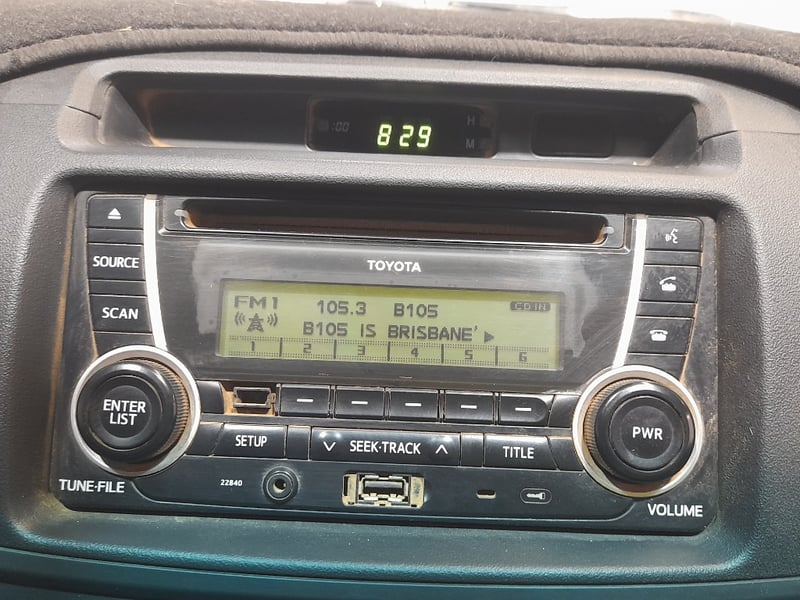 :00
8 29
H
M
SOURCE
SCAN
TOYOTA
FM1 105.3 B105 CD IN
B105 IS BRISBANE'
1 2 3 4 5 6
ENTER
LIST
PWR
SETUP
SEEK·TRACK
TITLE
22840
TUNE·FILE
VOLUME